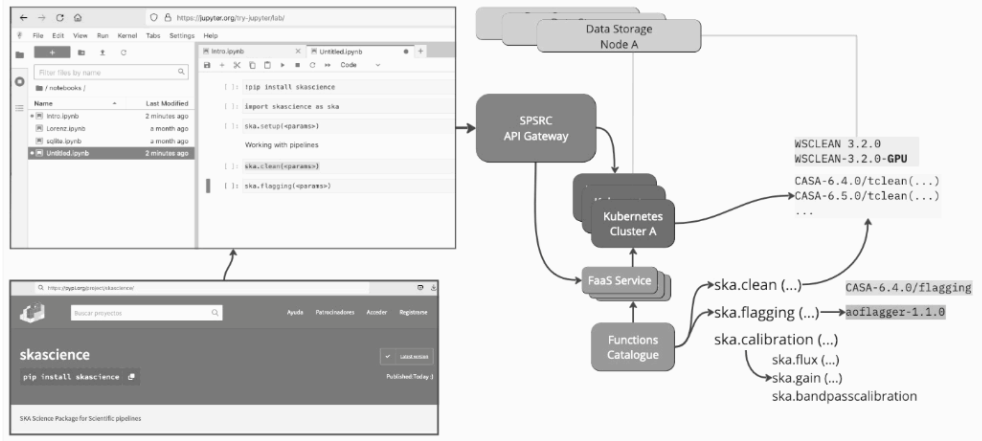 https://jupyter.org/try-jupyter/lab/
File Edit View Run Kernel Tabs Settings Help
Filter files by name
/ notebooks /
Name Last Modified
Intro.ipynb 2 minutes ago
Lorenz.ipynb a month ago
sqlite.ipynb a month ago
Untitled.ipynb 2 minutes ago
Intro.ipynb Untitled.ipynb
Code
[ ]: !pip install skascience
[ ]: import skascience as ska
[ ]: ska.setup(<params>)
Working with pipelines
[ ]: ska.clean(<params>)
[ ]: ska.flagging(<params>)
https://pypi.org/project/skascience/
Buscar proyectos
Ayuda Patrocinadores Acceder Registrarse
skascience
pip install skascience
Latest version
Published: Today :)
SKA Science Package for Scientific pipelines
Data Storage
Node A
SPSRC
API Gateway
Kubernetes
Cluster A
FaaS Service
Functions
Catalogue
WSCLEAN 3.2.0
WSCLEAN-3.2.0-GPU
CASA-6.4.0/tclean(...)
CASA-6.5.0/tclean(...)
...
ska.clean (...)
ska.flagging (...)
ska.calibration (...)
ska.flux (...)
ska.gain (...)
ska.bandpasscalibration
CASA-6.4.0/flagging
aoflagger-1.1.0